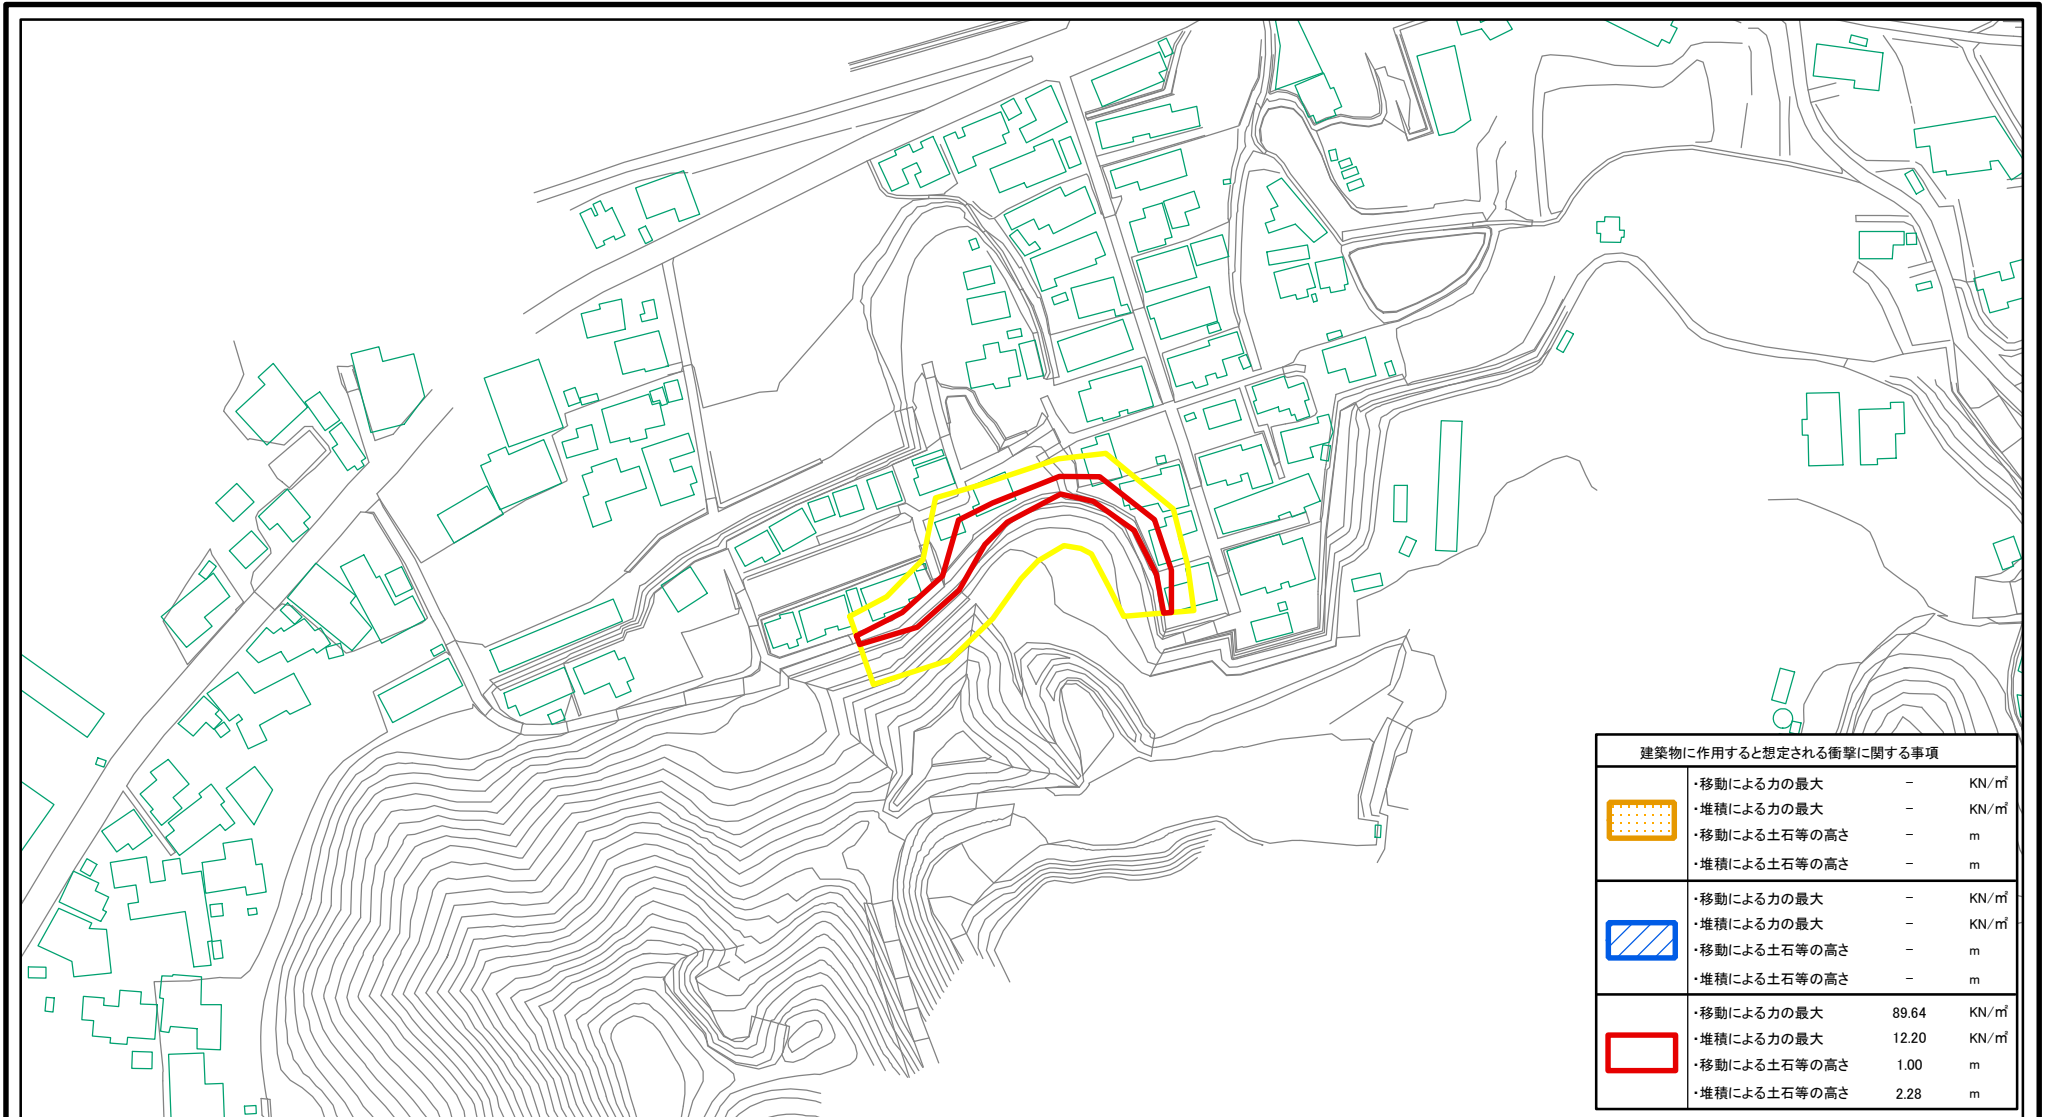 建築物に作用すると想定される衝撃に関する事項
・移動による力の最大 － KN/㎡
・堆積による力の最大 － KN/㎡
・移動による土石等の高さ － m
・堆積による土石等の高さ － m
・移動による力の最大 － KN/㎡
・堆積による力の最大 － KN/㎡
・移動による土石等の高さ － m
・堆積による土石等の高さ － m
・移動による力の最大 89.64 KN/㎡
・堆積による力の最大 12.20 KN/㎡
・移動による土石等の高さ 1.00 m
・堆積による土石等の高さ 2.28 m